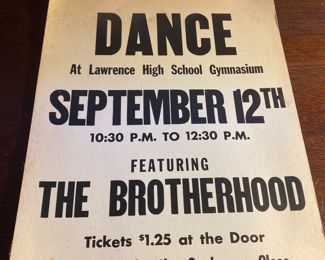 DANCE
At Lawrence High School Gymnasium
SEPTEMBER 12TH
10:30 P.M. TO 12:30 P.M.
FEATURING
THE BROTHERHOOD
Tickets $1.25 at the Door